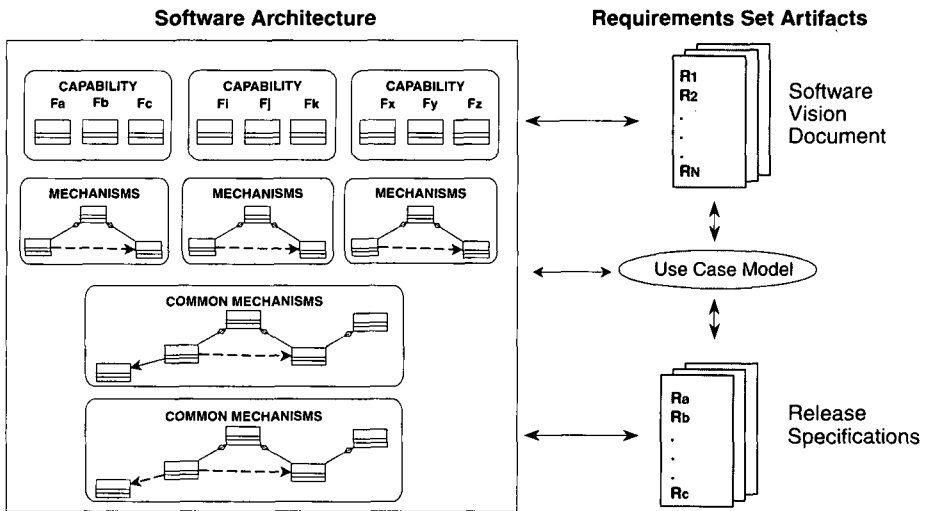 Software Architecture
Requirements Set Artifacts
CAPABILITY
Fa Fb Fc
CAPABILITY
Fi Fj Fk
CAPABILITY
Fx Fy Fz
R1
R2
.
.
.
RN
Software
Vision
Document
MECHANISMS
MECHANISMS
MECHANISMS
Use Case Model
COMMON MECHANISMS
COMMON MECHANISMS
Ra
Rb
.
.
.
Rc
Release
Specifications